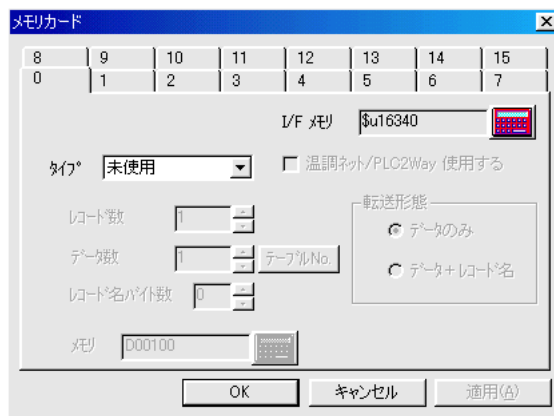 メモリカード
8 9 10 11 12 13 14 15
0 1 2 3 4 5 6 7
I/F メモリ $u16340
タイプ 未使用 温調ネット/PLC2Way 使用する
転送形態
レコード数 1
データのみ
データ数 1 テーブルNo.
データ+レコード名
レコード名バイト数 0
メモリ D00100
OK キャンセル 適用(A)